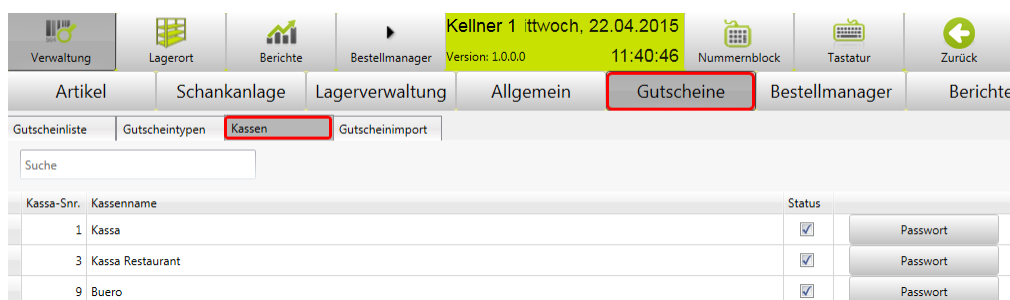 Kellner 1 ittwoch, 22.04.2015
Version: 1.0.0.0 11:40:46
Verwaltung Lagerort Berichte Bestellmanager Nummernblock Tastatur Zurück
Artikel Schankanlage Lagerverwaltung Allgemein Gutscheine Bestellmanager Berichte
Gutscheinliste Gutscheintypen Kassen Gutscheinimport
Suche
Kassa-Snr. Kassenname Status
1 Kassa Passwort
3 Kassa Restaurant Passwort
9 Buero Passwort